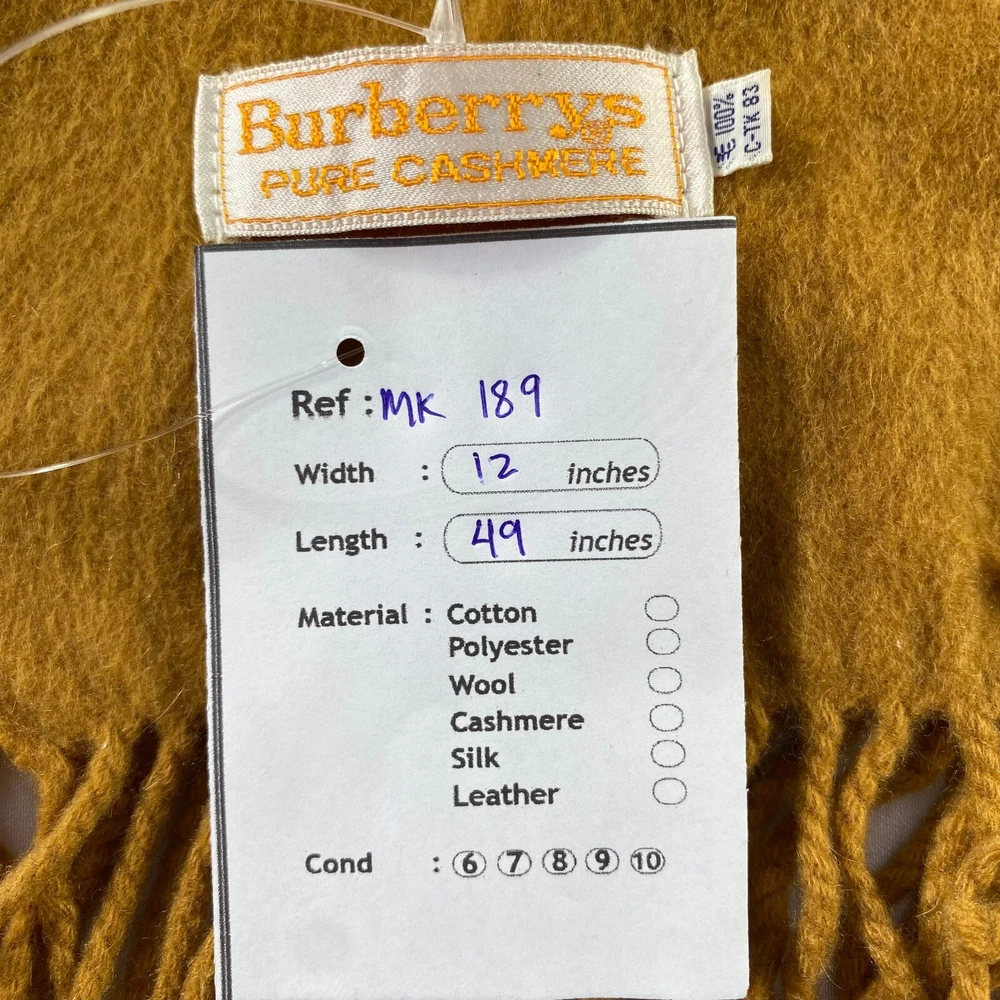 Burberrys
PURE CASHMERE
毛 100%
C-TK 83
Ref : MK 189
Width : 12 inches
Length : 49 inches
Material : Cotton
Polyester
Wool
Cashmere
Silk
Leather
Cond : 6 7 8 9 10